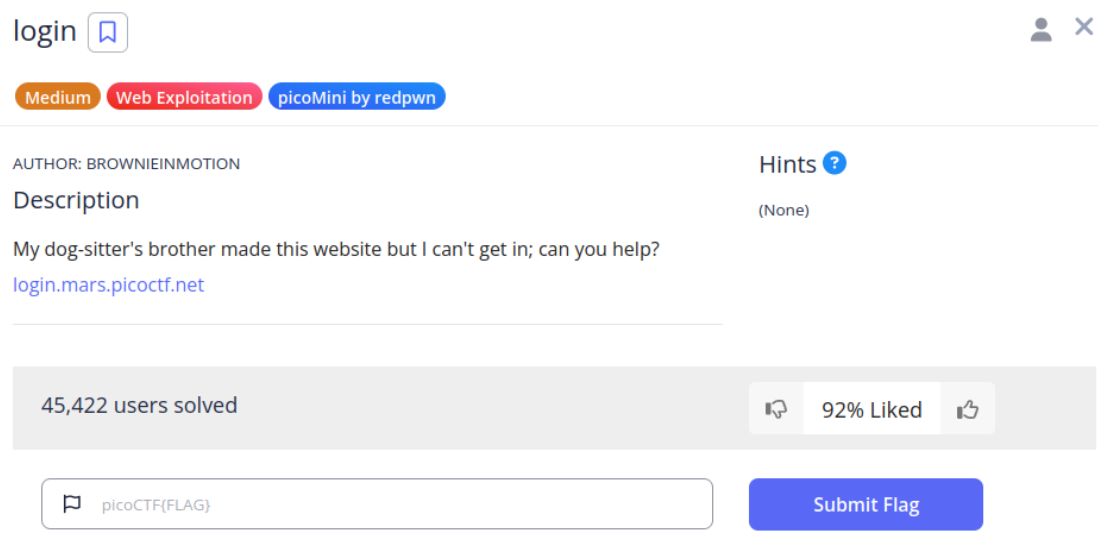 login
Medium Web Exploitation picoMini by redpwn
AUTHOR: BROWNIEINMOTION
Hints ?
Description
(None)
My dog-sitter's brother made this website but I can't get in; can you help?
login.mars.picoctf.net
45,422 users solved
92% Liked
picoCTF{FLAG}
Submit Flag